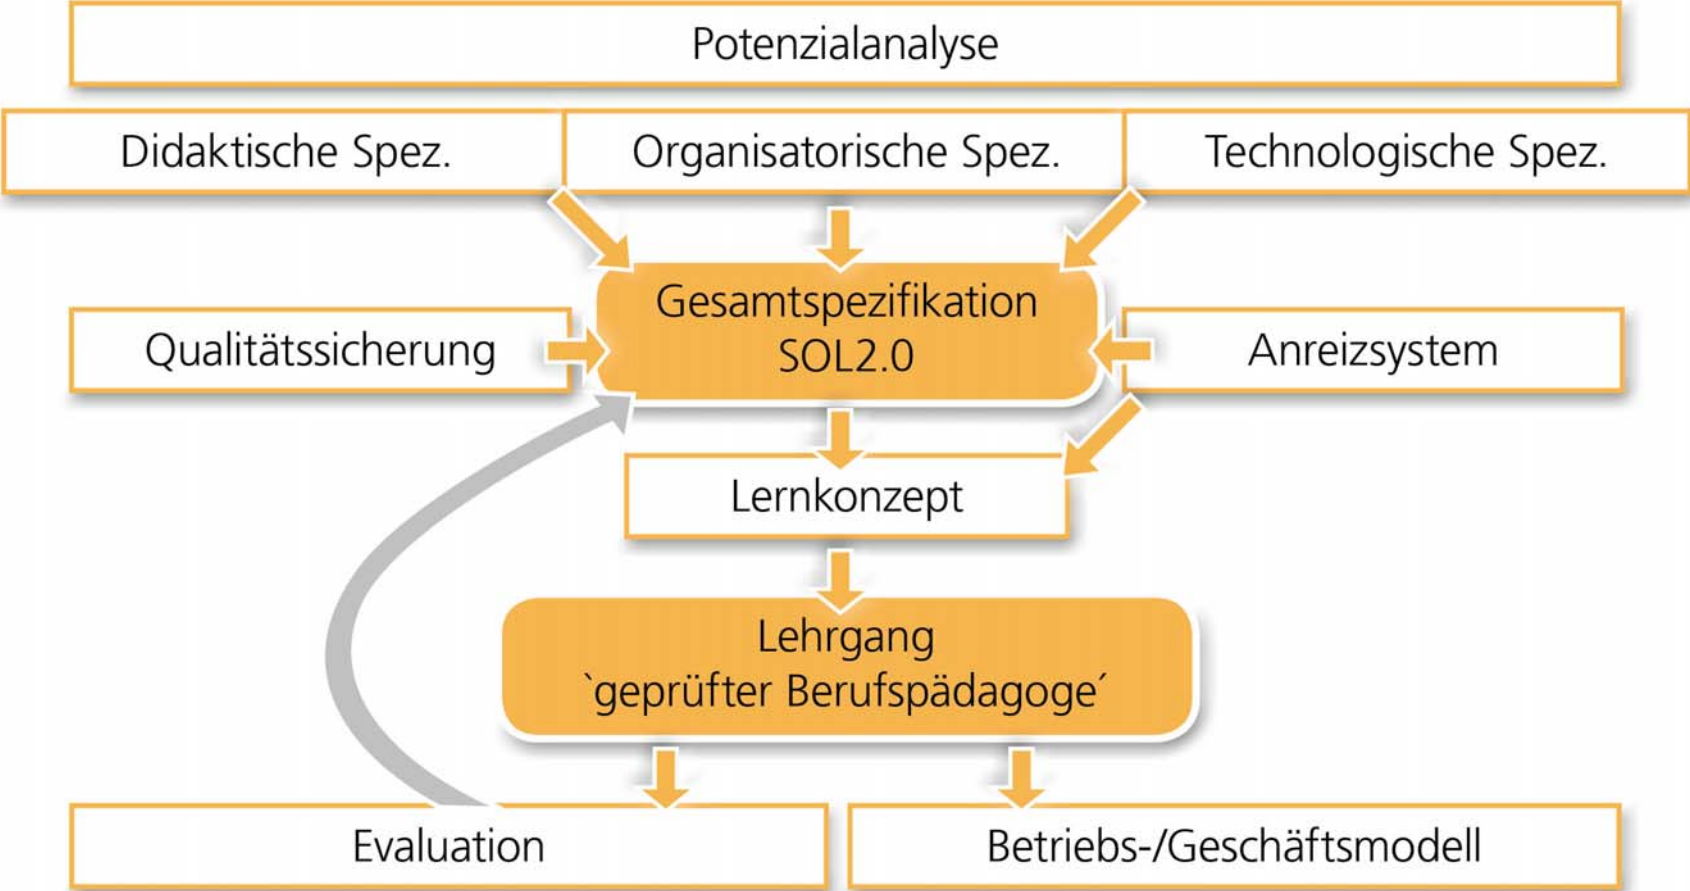 Potenzialanalyse
Didaktische Spez.
Organisatorische Spez.
Technologische Spez.
Gesamtspezifikation
SOL2.0
Qualitätssicherung
Anreizsystem
Lernkonzept
Lehrgang
`geprüfter Berufspädagoge´
Evaluation
Betriebs-/Geschäftsmodell